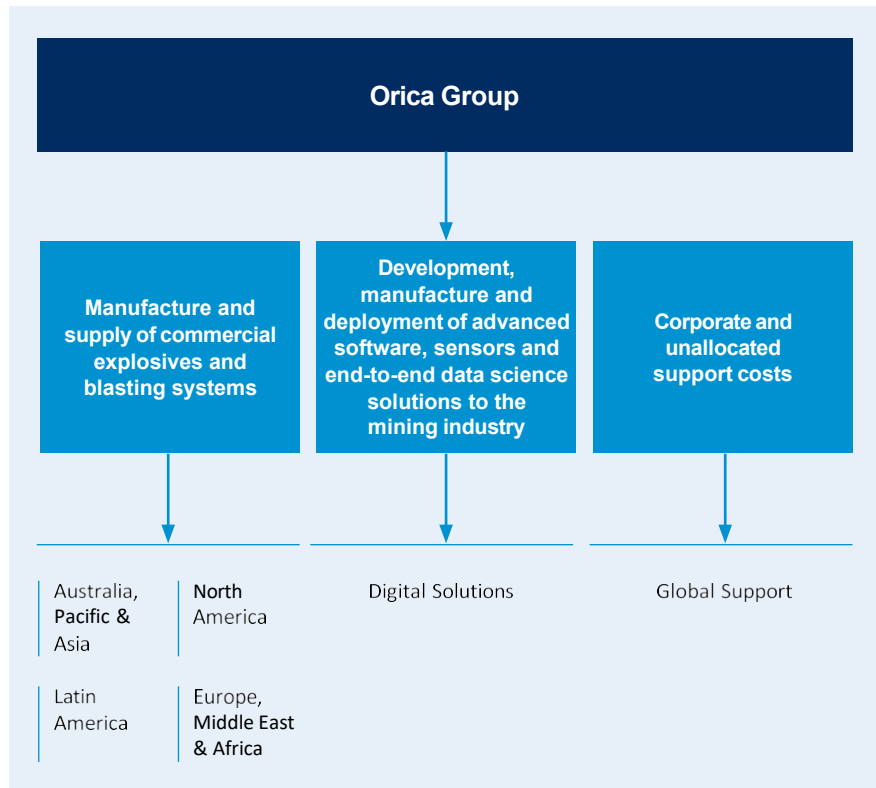 Orica Group
Manufacture and
supply of commercial
explosives and
blasting systems
Development,
manufacture and
deployment of advanced
software, sensors and
end-to-end data science
solutions to the
mining industry
Corporate and
unallocated
support costs
Australia,
Pacific &
Asia
North
America
Latin
America
Europe,
Middle East
& Africa
Digital Solutions
Global Support